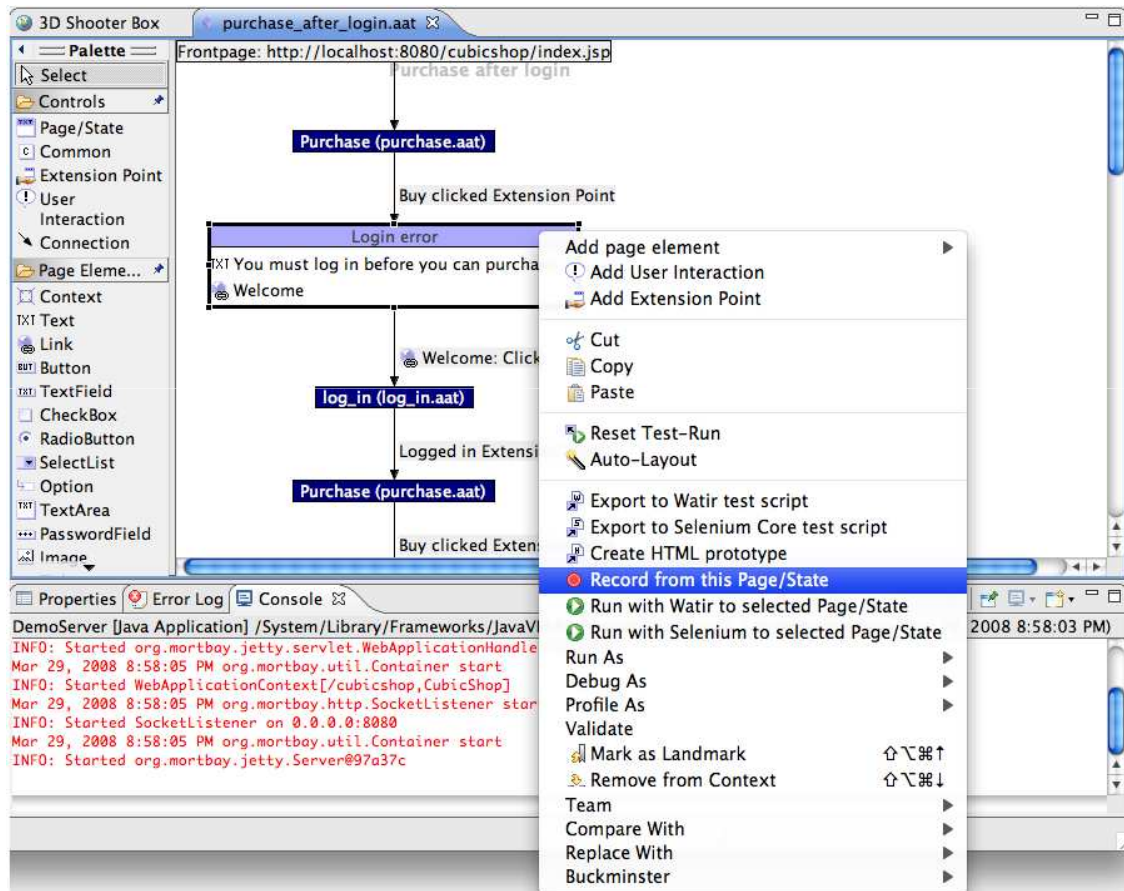 3D Shooter Box
purchase_after_login.aat
Palette
Select
Controls
Page/State
Common
Extension Point
User
Interaction
Connection
Page Eleme...
Context
TXT Text
Link
BUT Button
TXT TextField
CheckBox
RadioButton
SelectList
Option
TXT TextArea
PasswordField
Image
Frontpage: http://localhost:8080/cubicshop/index.jsp
Purchase after login
Purchase (purchase.aat)
Buy clicked Extension Point
Login error
TXT You must log in before you can purcha
Welcome
Welcome: Click
log_in (log_in.aat)
Logged in Extensi
Purchase (purchase.aat)
Buy clicked Exten
Add page element
Add User Interaction
Add Extension Point
Cut
Copy
Paste
Reset Test-Run
Auto-Layout
Export to Watir test script
Export to Selenium Core test script
Create HTML prototype
Record from this Page/State
Run with Watir to selected Page/State
Run with Selenium to selected Page/State
Run As
Debug As
Profile As
Validate
Mark as Landmark ⇧⌥⌘↑
Remove from Context ⇧⌥⌘↓
Team
Compare With
Replace With
Buckminster
Properties Error Log Console
DemoServer [Java Application] /System/Library/Frameworks/JavaV 2008 8:58:03 PM)
INFO: Started org.mortbay.jetty.servlet.WebApplicationHandle
Mar 29, 2008 8:58:05 PM org.mortbay.util.Container start
INFO: Started WebApplicationContext[/cubicshop,CubicShop]
Mar 29, 2008 8:58:05 PM org.mortbay.http.SocketListener star
INFO: Started SocketListener on 0.0.0.0:8080
Mar 29, 2008 8:58:05 PM org.mortbay.util.Container start
INFO: Started org.mortbay.jetty.Server@97a37c